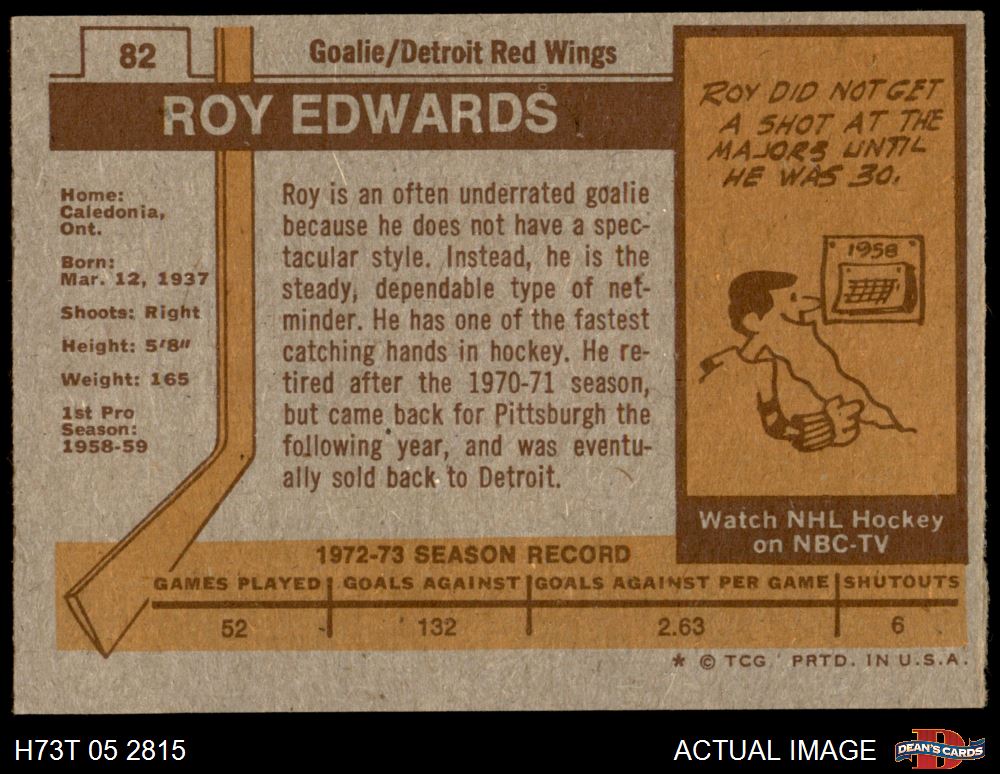 82
Goalie/Detroit Red Wings
ROY EDWARDS
Home:
Caledonia,
Ont.
Born:
Mar. 12, 1937
Shoots: Right
Height: 5'8"
Weight: 165
1st Pro
Season:
1958-59
Roy is an often underrated goalie
because he does not have a spec-
tacular style. Instead, he is the
steady, dependable type of net-
minder. He has one of the fastest
catching hands in hockey. He re-
tired after the 1970-71 season,
but came back for Pittsburgh the
following year, and was eventu-
ally sold back to Detroit.
ROY DID NOT GET
A SHOT AT THE
MAJORS UNTIL
HE WAS 30.
1958
Watch NHL Hockey
on NBC-TV
1972-73 SEASON RECORD
GAMES PLAYED GOALS AGAINST GOALS AGAINST PER GAME SHUTOUTS
52 132 2.63 6
* © TCG PRTD. IN U.S.A.
H73T 05 2815
ACTUAL IMAGE
D
DEAN'S CARDS